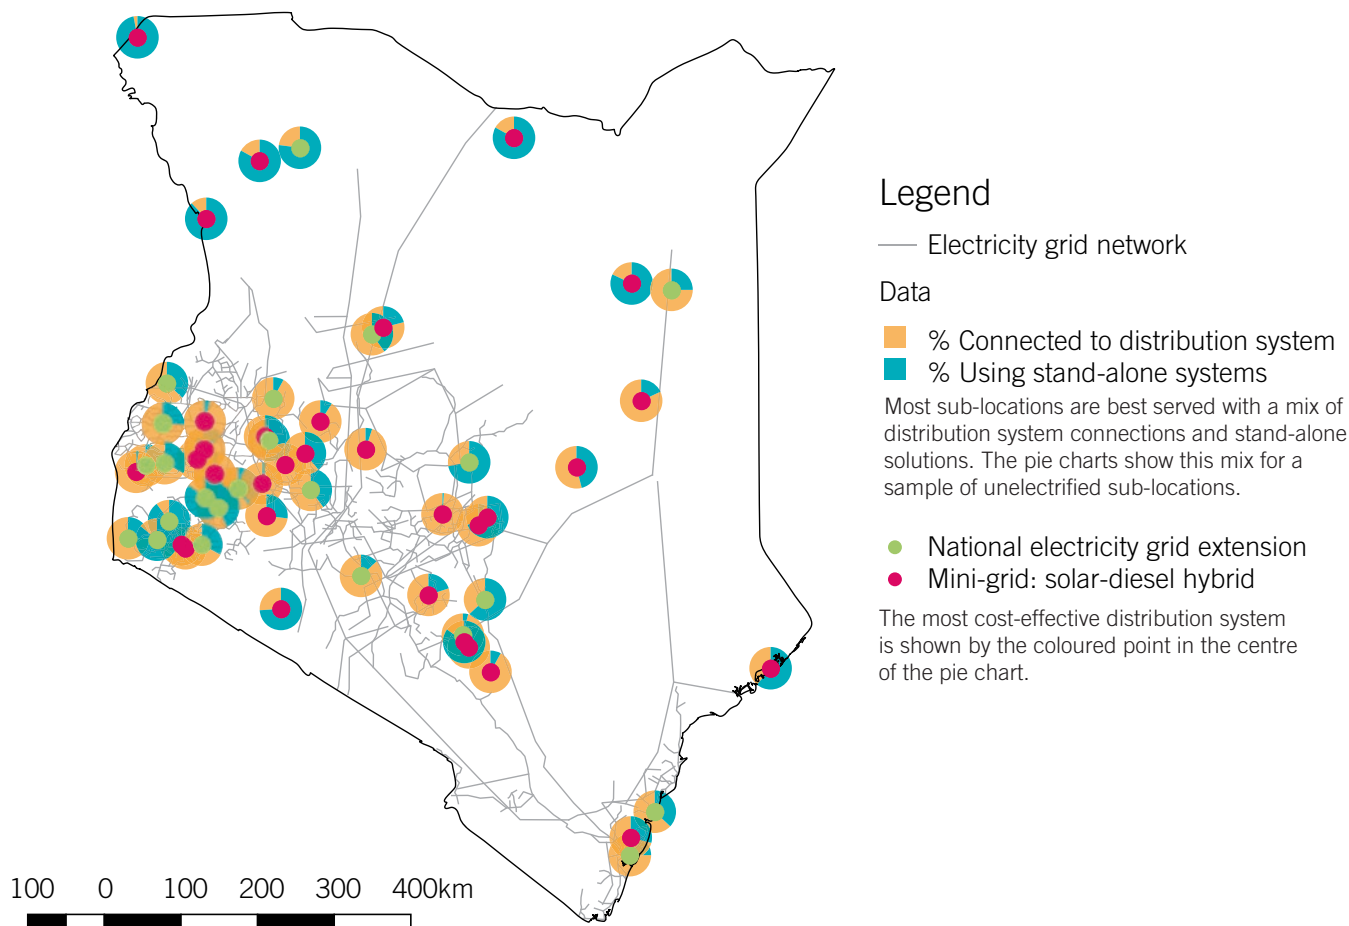 Legend
Electricity grid network
Data
% Connected to distribution system
% Using stand-alone systems
Most sub-locations are best served with a mix of
distribution system connections and stand-alone
solutions. The pie charts show this mix for a
sample of unelectrified sub-locations.
National electricity grid extension
Mini-grid: solar-diesel hybrid
The most cost-effective distribution system
is shown by the coloured point in the centre
of the pie chart.
100 0 100 200 300 400km